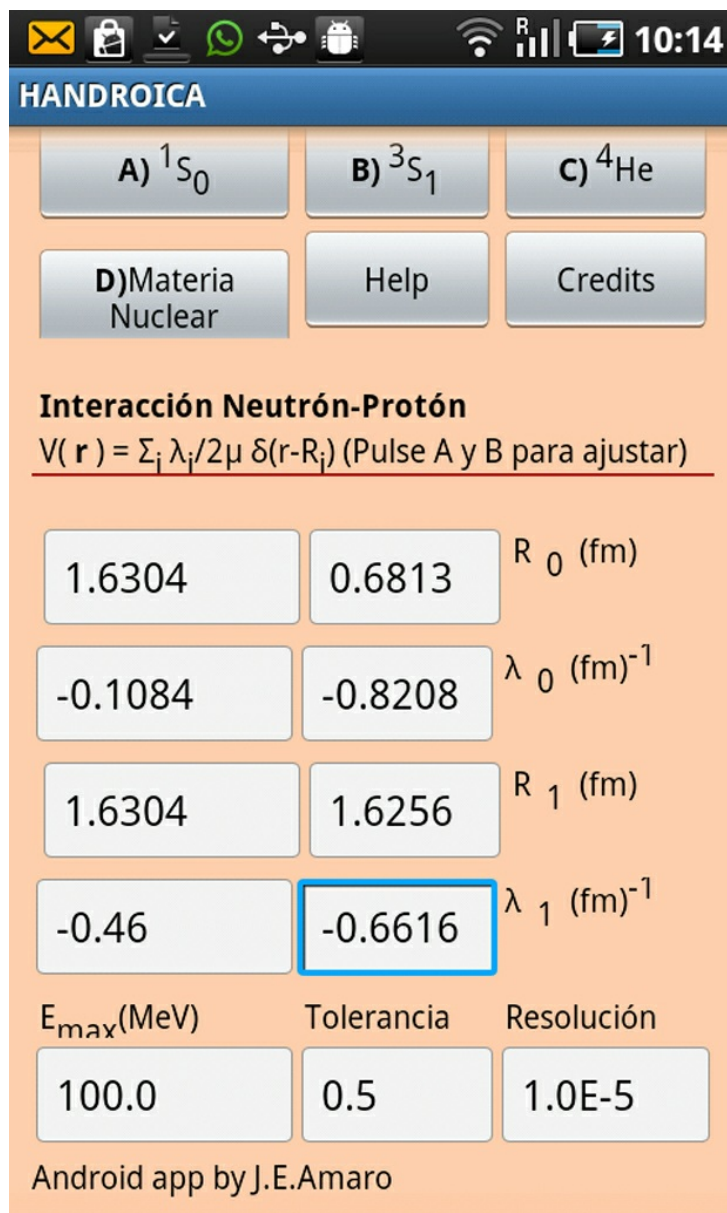 R 10:14
HANDROICA
A) ¹S₀ B) ³S₁ C) ⁴He
D)Materia Nuclear Help Credits
Interacción Neutrón-Protón
V( r ) = Σᵢ λᵢ/2μ δ(r-Rᵢ) (Pulse A y B para ajustar)
1.6304 0.6813 R ₀ (fm)
-0.1084 -0.8208 λ ₀ (fm)⁻¹
1.6304 1.6256 R ₁ (fm)
-0.46 -0.6616 λ ₁ (fm)⁻¹
Eₘₐₓ(MeV) Tolerancia Resolución
100.0 0.5 1.0E-5
Android app by J.E.Amaro